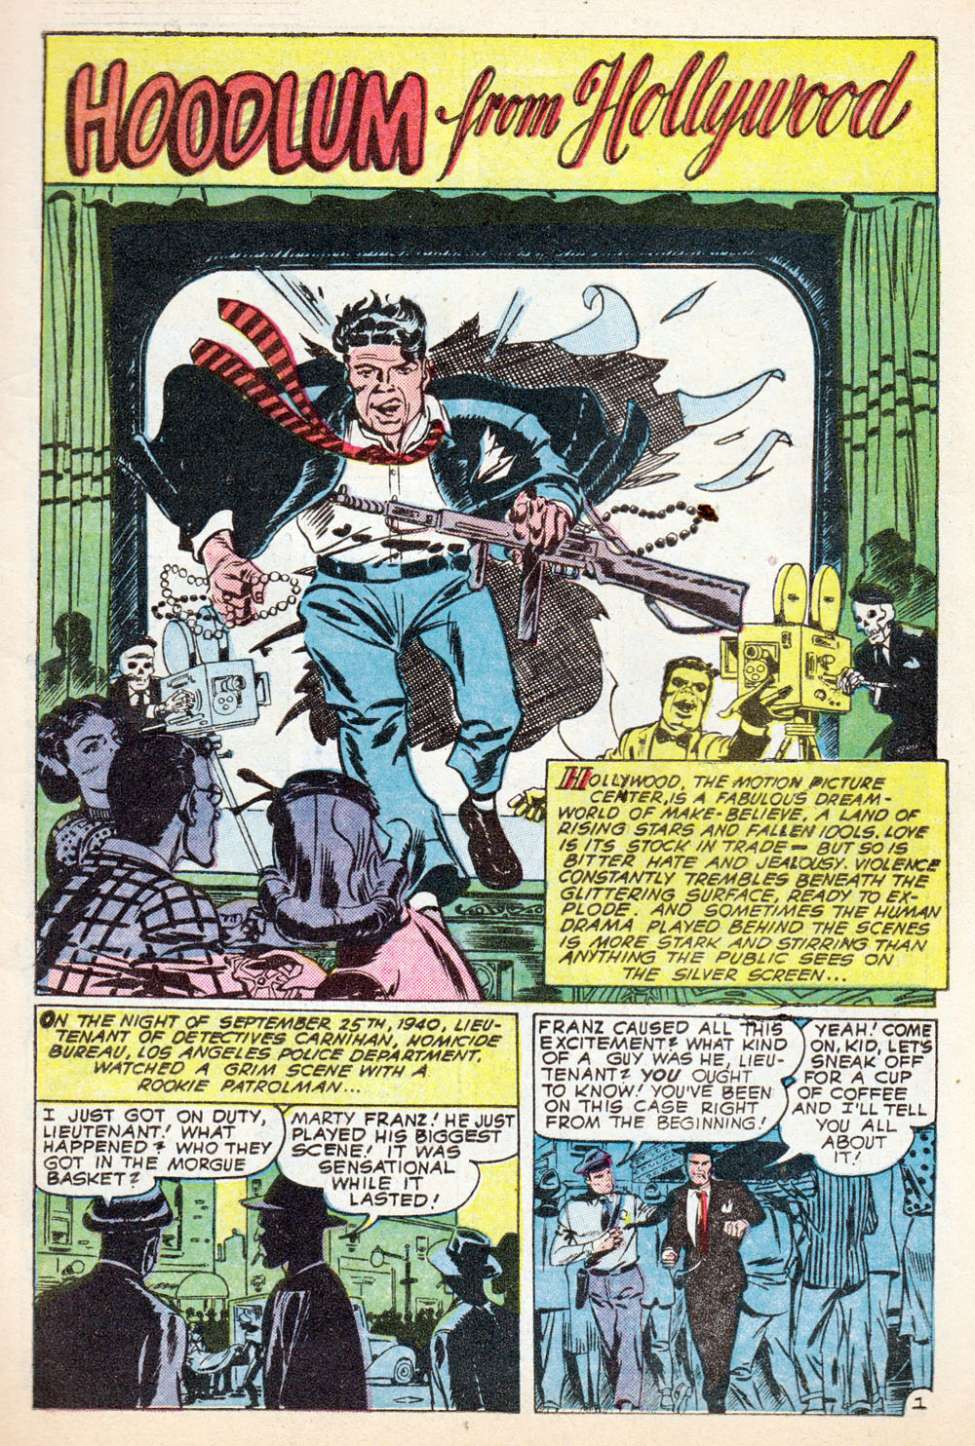 HOODLUM from Hollywood
HOLLYWOOD, THE MOTION PICTURE
CENTER, IS A FABULOUS DREAM-
WORLD OF MAKE-BELIEVE, A LAND OF
RISING STARS AND FALLEN IDOLS. LOVE
IS ITS STOCK IN TRADE — BUT SO IS
BITTER HATE AND JEALOUSY. VIOLENCE
CONSTANTLY TREMBLES BENEATH THE
GLITTERING SURFACE, READY TO EX-
PLODE. AND SOMETIMES THE HUMAN
DRAMA PLAYED BEHIND THE SCENES
IS MORE STARK AND STIRRING THAN
ANYTHING THE PUBLIC SEES ON
THE SILVER SCREEN...
ON THE NIGHT OF SEPTEMBER 25TH, 1940, LIEU-
TENANT OF DETECTIVES CARNIHAN, HOMICIDE
BUREAU, LOS ANGELES POLICE DEPARTMENT,
WATCHED A GRIM SCENE WITH A
ROOKIE PATROLMAN...
I JUST GOT ON DUTY,
LIEUTENANT! WHAT
HAPPENED? WHO THEY
GOT IN THE MORGUE
BASKET?
MARTY FRANZ! HE JUST
PLAYED HIS BIGGEST
SCENE! IT WAS
SENSATIONAL
WHILE IT
LASTED!
FRANZ CAUSED ALL THIS
EXCITEMENT? WHAT KIND
OF A GUY WAS HE, LIEU-
TENANT? YOU OUGHT
TO KNOW! YOU'VE BEEN
ON THIS CASE RIGHT
FROM THE BEGINNING!
YEAH! COME
ON, KID, LET'S
SNEAK OFF
FOR A CUP
OF COFFEE
AND I'LL TELL
YOU ALL
ABOUT
IT!
1